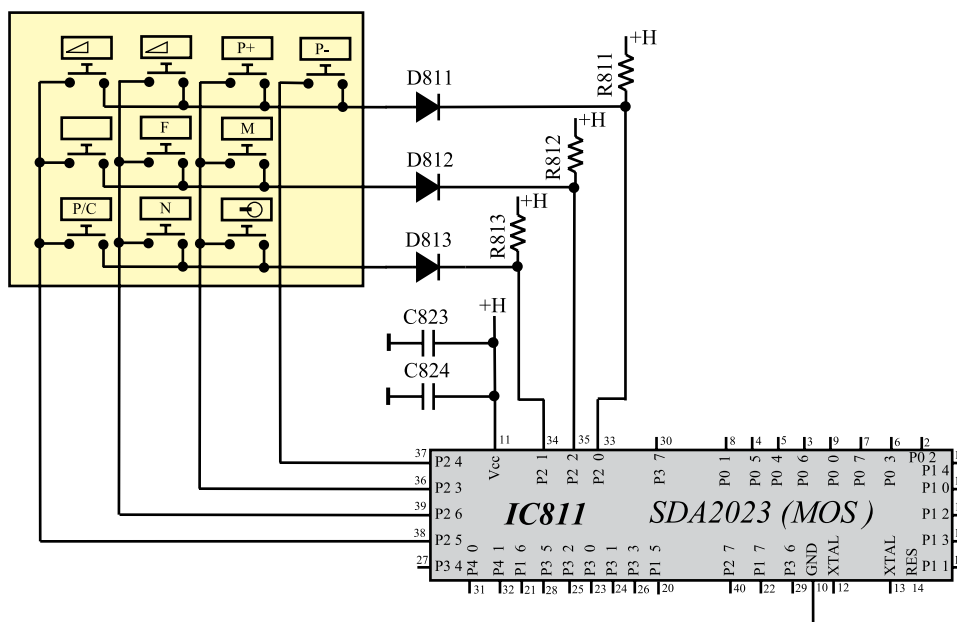 P+ P-
F M
P/C N
D811
D812
D813
R811
R812
R813
+H
+H
+H
+H
C823
C824
11 34 35 33 30 8 4 5 3 9 7 6 2
Vcc P2 1 P2 2 P2 0 P3 7 P0 1 P0 5 P0 4 P0 6 P0 0 P0 7 P0 3 P0 2
37 P2 4
36 P2 3
39 P2 6
38 P2 5
27 P3 4
IC811 SDA2023 (MOS )
P1 4
P1 0
P1 2
P1 3
P1 1
P4 0 P4 1 P1 6 P3 5 P3 2 P3 0 P3 1 P3 3 P1 5 P2 7 P1 7 P3 6 GND XTAL XTAL RES
31 32 21 28 25 23 24 26 20 40 22 29 10 12 13 14